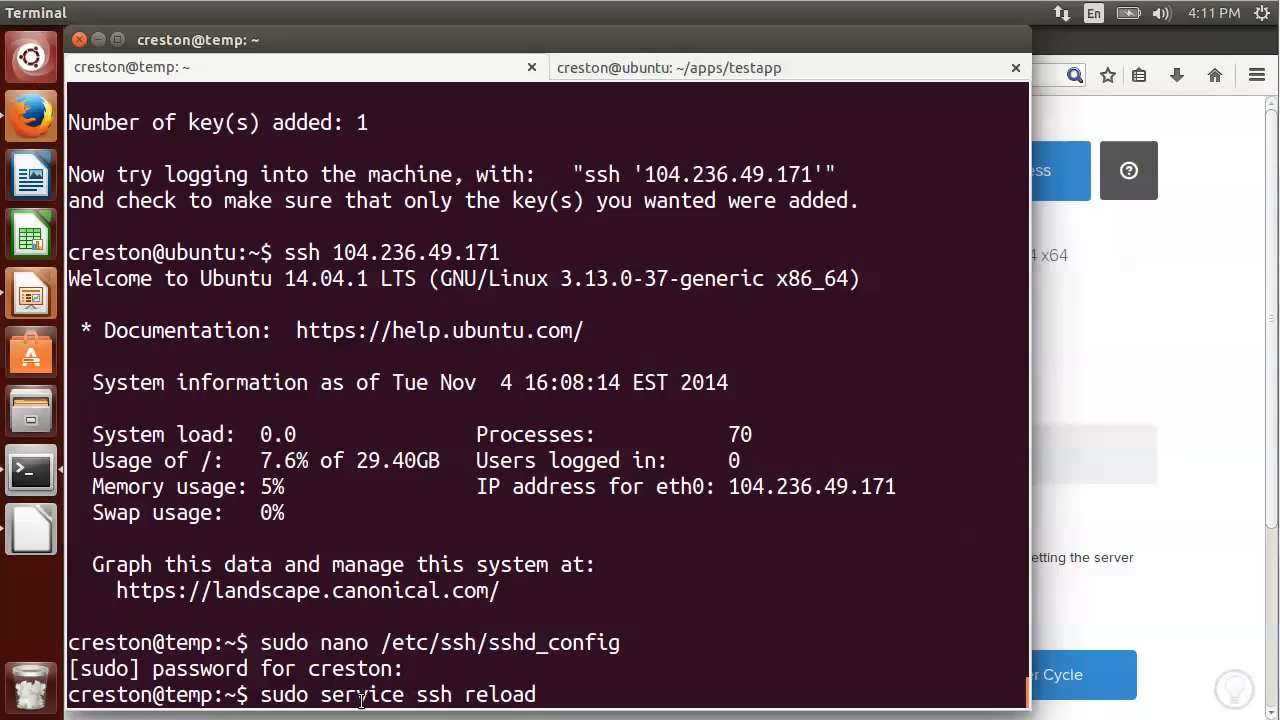 Terminal
En
4:11 PM
creston@temp: ~
creston@temp: ~
creston@ubuntu: ~/apps/testapp
Number of key(s) added: 1
Now try logging into the machine, with:   "ssh '104.236.49.171'"
and check to make sure that only the key(s) you wanted were added.
creston@ubuntu:~$ ssh 104.236.49.171
Welcome to Ubuntu 14.04.1 LTS (GNU/Linux 3.13.0-37-generic x86_64)
* Documentation:  https://help.ubuntu.com/
System information as of Tue Nov  4 16:08:14 EST 2014
System load:  0.0               Processes:           70
Usage of /:   7.6% of 29.40GB   Users logged in:     0
Memory usage: 5%                IP address for eth0: 104.236.49.171
Swap usage:   0%
Graph this data and manage this system at:
https://landscape.canonical.com/
creston@temp:~$ sudo nano /etc/ssh/sshd_config
[sudo] password for creston:
creston@temp:~$ sudo service ssh reload
ess
4 x64
etting the server
Cycle